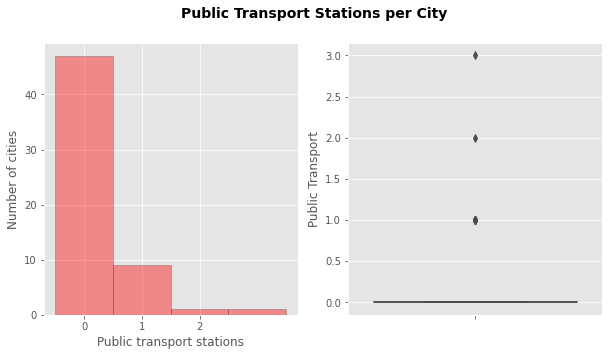 Public Transport Stations per City
Number of cities
40
30
20
10
0
0 1 2
Public transport stations
Public Transport
3.0
2.5
2.0
1.5
1.0
0.5
0.0